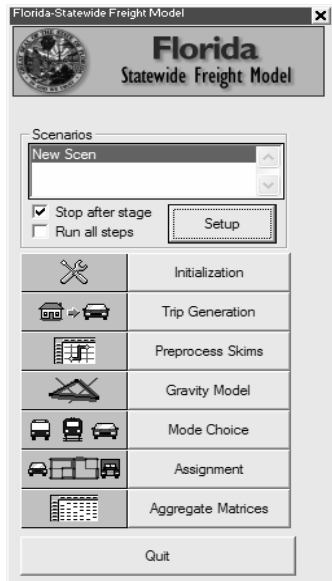 Florida-Statewide Freight Model
Florida
Statewide Freight Model
Scenarios
New Scen
Stop after stage
Run all steps
Setup
Initialization
Trip Generation
Preprocess Skims
Gravity Model
Mode Choice
Assignment
Aggregate Matrices
Quit